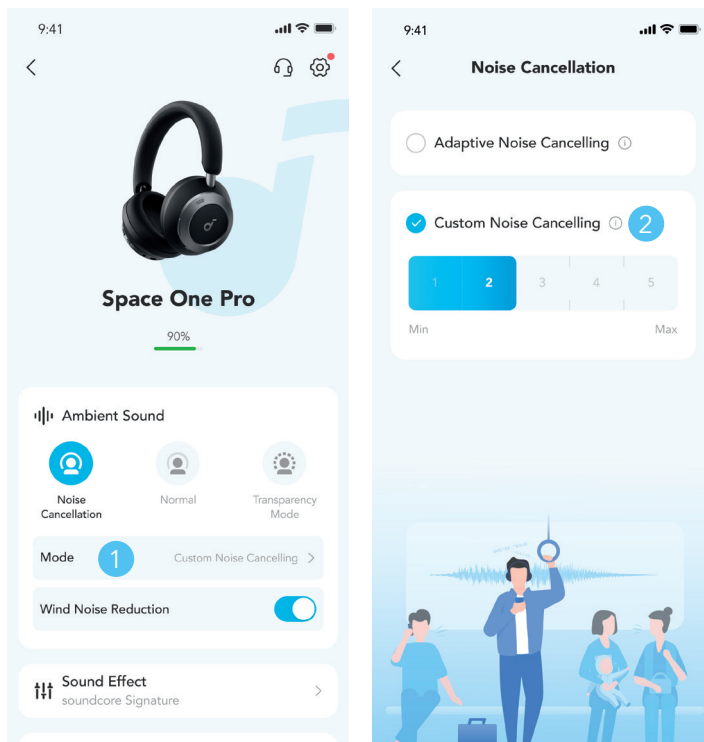 9:41
Space One Pro
90%
Ambient Sound
Noise
Cancellation
Normal
Transparency
Mode
Mode
1
Custom Noise Cancelling
Wind Noise Reduction
Sound Effect
soundcore Signature
9:41
Noise Cancellation
Adaptive Noise Cancelling
Custom Noise Cancelling
2
1 2 3 4 5
Min Max